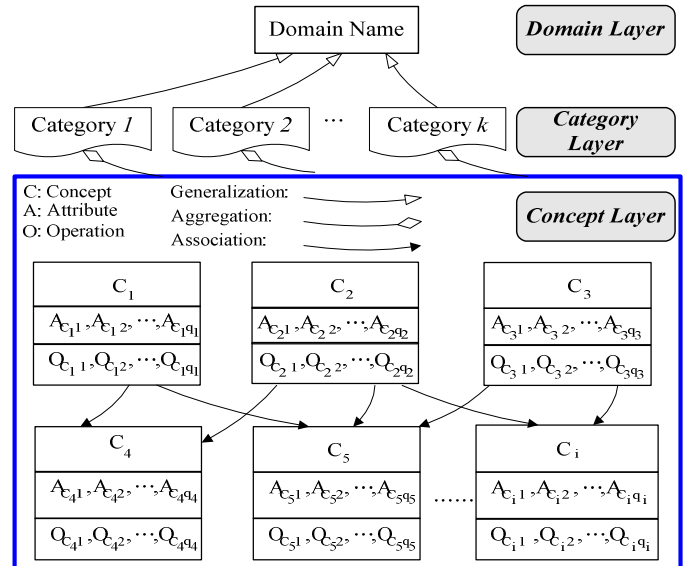 Domain Name
Domain Layer
Category 1
Category 2
...
Category k
Category
Layer
C: Concept
A: Attribute
O: Operation
Generalization:
Aggregation:
Association:
Concept Layer
C1
AC11,AC12,...,AC1q1
OC11,OC12,...,OC1q1
C2
AC21,AC22,...,AC2q2
OC21,OC22,...,OC2q2
C3
AC31,AC32,...,AC3q3
OC31,OC32,...,OC3q3
C4
AC41,AC42,...,AC4q4
OC41,OC42,...,OC4q4
C5
AC51,AC52,...,AC5q5
OC51,OC52,...,OC5q5
......
Ci
ACi1,ACi2,...,ACiqi
OCi1,OCi2,...,OCiqi